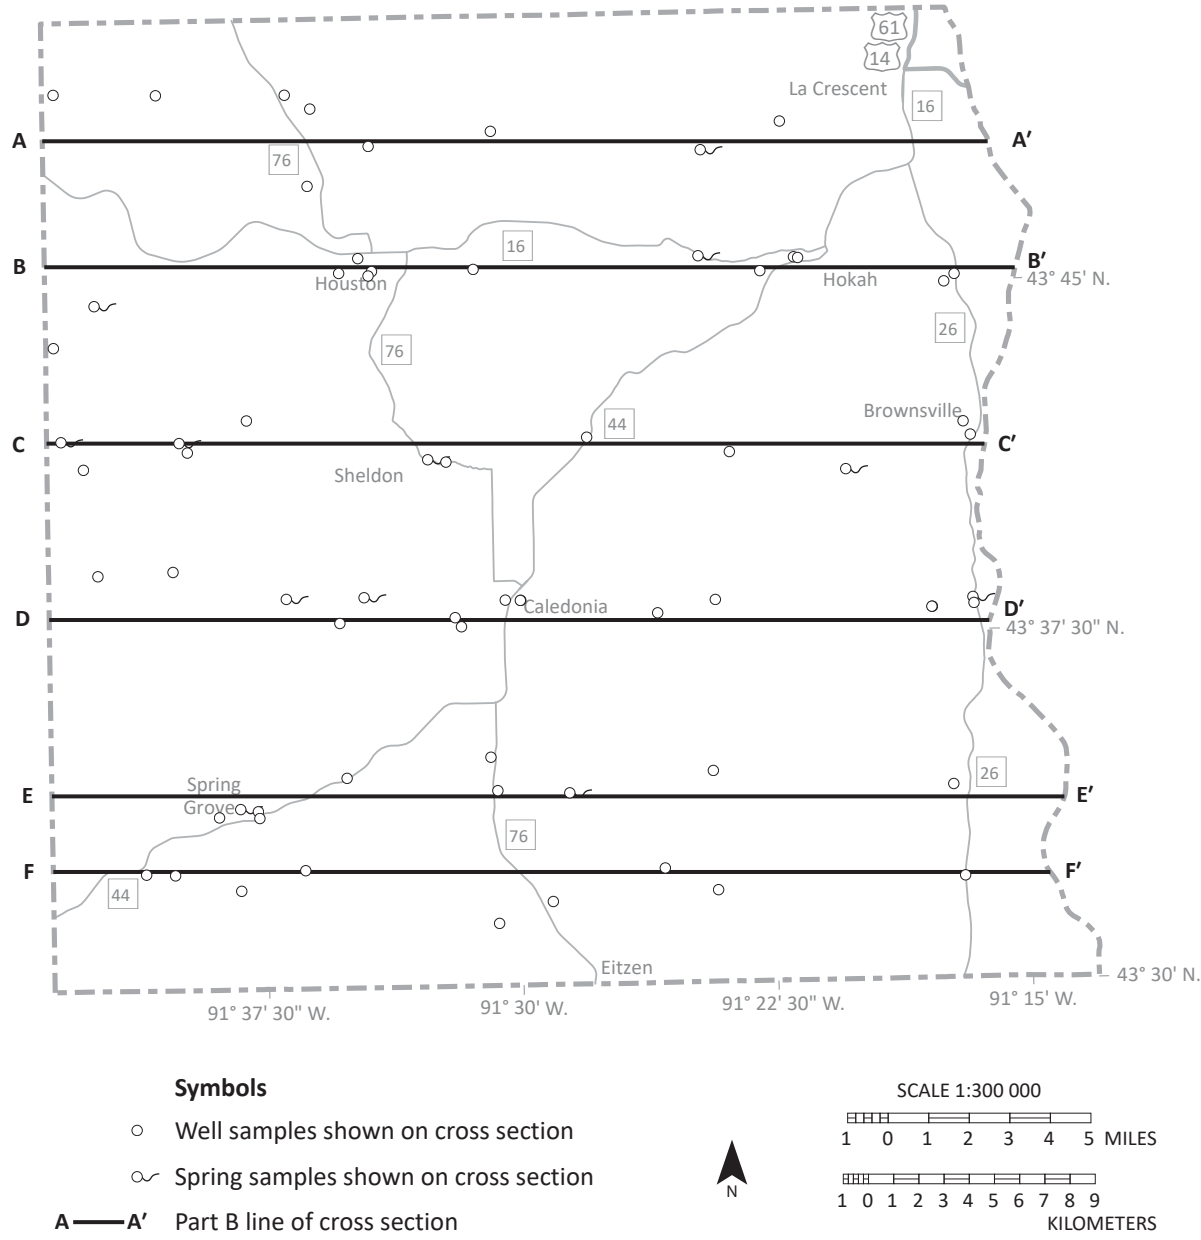 61
14
La Crescent
16
A
A′
76
16
B
B′
43° 45' N.
Houston
Hokah
26
76
Brownsville
44
C
C′
Sheldon
Caledonia
D
D′
43° 37' 30" N.
26
Spring
Grove
E
E′
76
F
F′
44
Eitzen
43° 30' N.
91° 37' 30" W.
91° 30' W.
91° 22' 30" W.
91° 15' W.
Symbols
Well samples shown on cross section
Spring samples shown on cross section
A A′ Part B line of cross section
N
SCALE 1:300 000
1 0 1 2 3 4 5 MILES
1 0 1 2 3 4 5 6 7 8 9
KILOMETERS